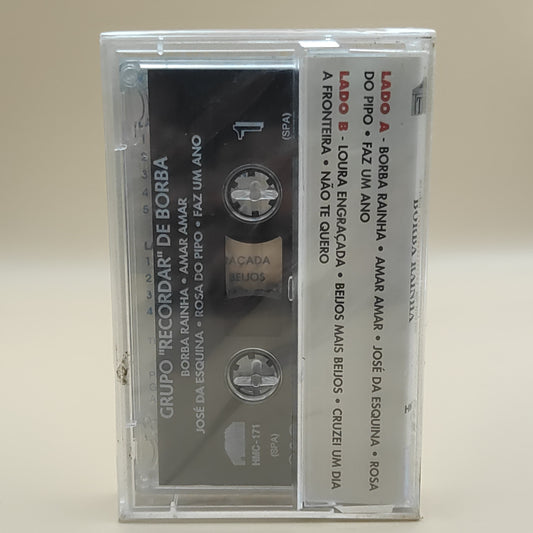 LADO A - BORBA RAINHA • AMAR AMAR • JOSÉ DA ESQUINA • ROSA
DO PIPO • FAZ UM ANO
LADO B - LOURA ENGRAÇADA • BEIJOS MAIS BEIJOS • CRUZEI UM DIA
A FRONTEIRA • NÃO TE QUERO
BORBA RAINHA
GRUPO "RECORDAR" DE BORBA
BORBA RAINHA • AMAR AMAR
JOSÉ DA ESQUINA • ROSA DO PIPO • FAZ UM ANO
1
(SPA)
HMC-171
(SPA)
AÇADA
BEIJOS